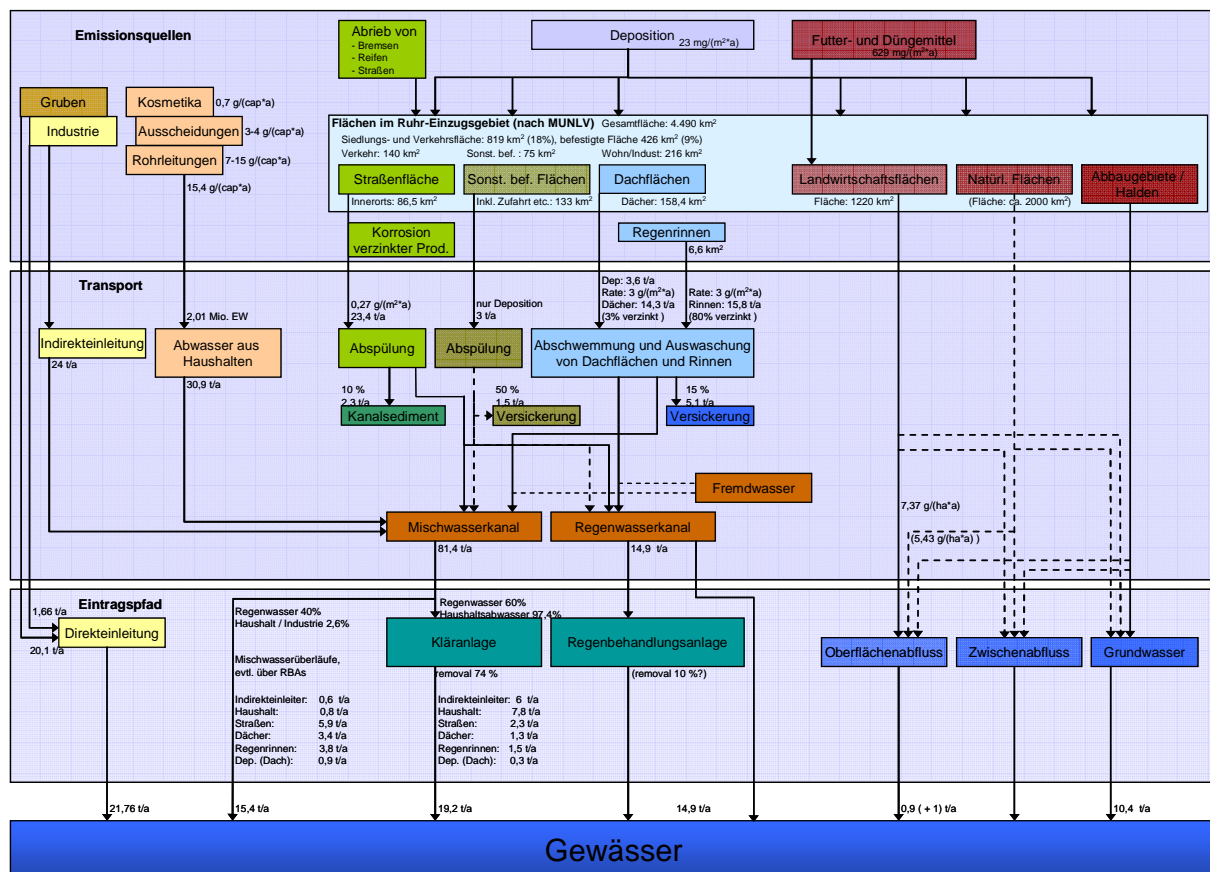 Emissionsquellen
Abrieb von
- Bremsen
- Reifen
- Straßen
Deposition
23 mg/(m²*a)
Futter- und Düngemittel
629 mg/(m²*a)
Gruben
Industrie
Kosmetika
0,7 g/(cap*a)
Ausscheidungen
3-4 g/(cap*a)
Rohrleitungen
7-15 g/(cap*a)
15,4 g/(cap*a)
Flächen im Ruhr-Einzugsgebiet (nach MUNLV) Gesamtfläche: 4.490 km²
Siedlungs- und Verkehrsfläche: 819 km² (18%), befestigte Fläche 426 km² (9%)
Verkehr: 140 km²
Sonst. bef. : 75 km²
Wohn/Indust: 216 km²
Straßenfläche
Sonst. bef. Flächen
Dachflächen
Landwirtschaftsflächen
Natürl. Flächen
Abbaugebiete /
Halden
Innerorts: 86,5 km²
Inkl. Zufahrt etc.: 133 km²
Dächer: 158,4 km²
Fläche: 1220 km²
(Fläche: ca. 2000 km²)
Korrosion
verzinkter Prod.
Regenrinnen
6,6 km²
Transport
2,01 Mio. EW
0,27 g/(m²*a)
23,4 t/a
nur Deposition
3 t/a
Dep: 3,6 t/a
Rate: 3 g/(m²*a)
Dächer: 14,3 t/a
(3% verzinkt )
Rate: 3 g/(m²*a)
Rinnen: 15,8 t/a
(80% verzinkt )
Indirekteinleitung
24 t/a
Abwasser aus
Haushalten
30,9 t/a
Abspülung
Abspülung
Abschwemmung und Auswaschung
von Dachflächen und Rinnen
10 %
2,3 t/a
Kanalsediment
50 %
1,5 t/a
Versickerung
15 %
5,1 t/a
Versickerung
Fremdwasser
Mischwasserkanal
81,4 t/a
Regenwasserkanal
14,9 t/a
7,37 g/(ha*a)
(5,43 g/(ha*a) )
Eintragspfad
1,66 t/a
Direkteinleitung
20,1 t/a
Regenwasser 40%
Haushalt / Industrie 2,6%
Regenwasser 60%
Haushaltsabwasser 97,4%
Kläranlage
removal 74 %
Regenbehandlungsanlage
(removal 10 %?)
Oberflächenabfluss
Zwischenabfluss
Grundwasser
Mischwasserüberläufe,
evtl. über RBAs
Indirekteinleiter: 0,6 t/a
Haushalt: 0,8 t/a
Straßen: 5,9 t/a
Dächer: 3,4 t/a
Regenrinnen: 3,8 t/a
Dep. (Dach): 0,9 t/a
Indirekteinleiter: 6 t/a
Haushalt: 7,8 t/a
Straßen: 2,3 t/a
Dächer: 1,3 t/a
Regenrinnen: 1,5 t/a
Dep. (Dach): 0,3 t/a
21,76 t/a
15,4 t/a
19,2 t/a
14,9 t/a
0,9 ( + 1) t/a
10,4 t/a
Gewässer